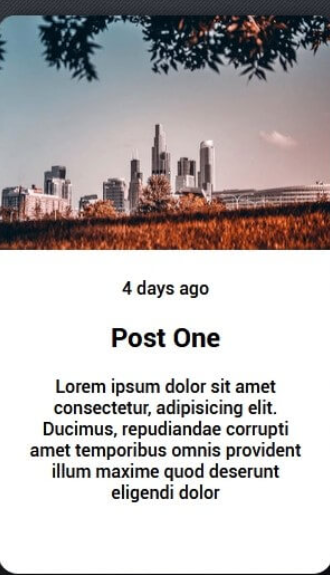 4 days ago
Post One
Lorem ipsum dolor sit amet
consectetur, adipisicing elit.
Ducimus, repudiandae corrupti
amet temporibus omnis provident
illum maxime quod deserunt
eligendi dolor